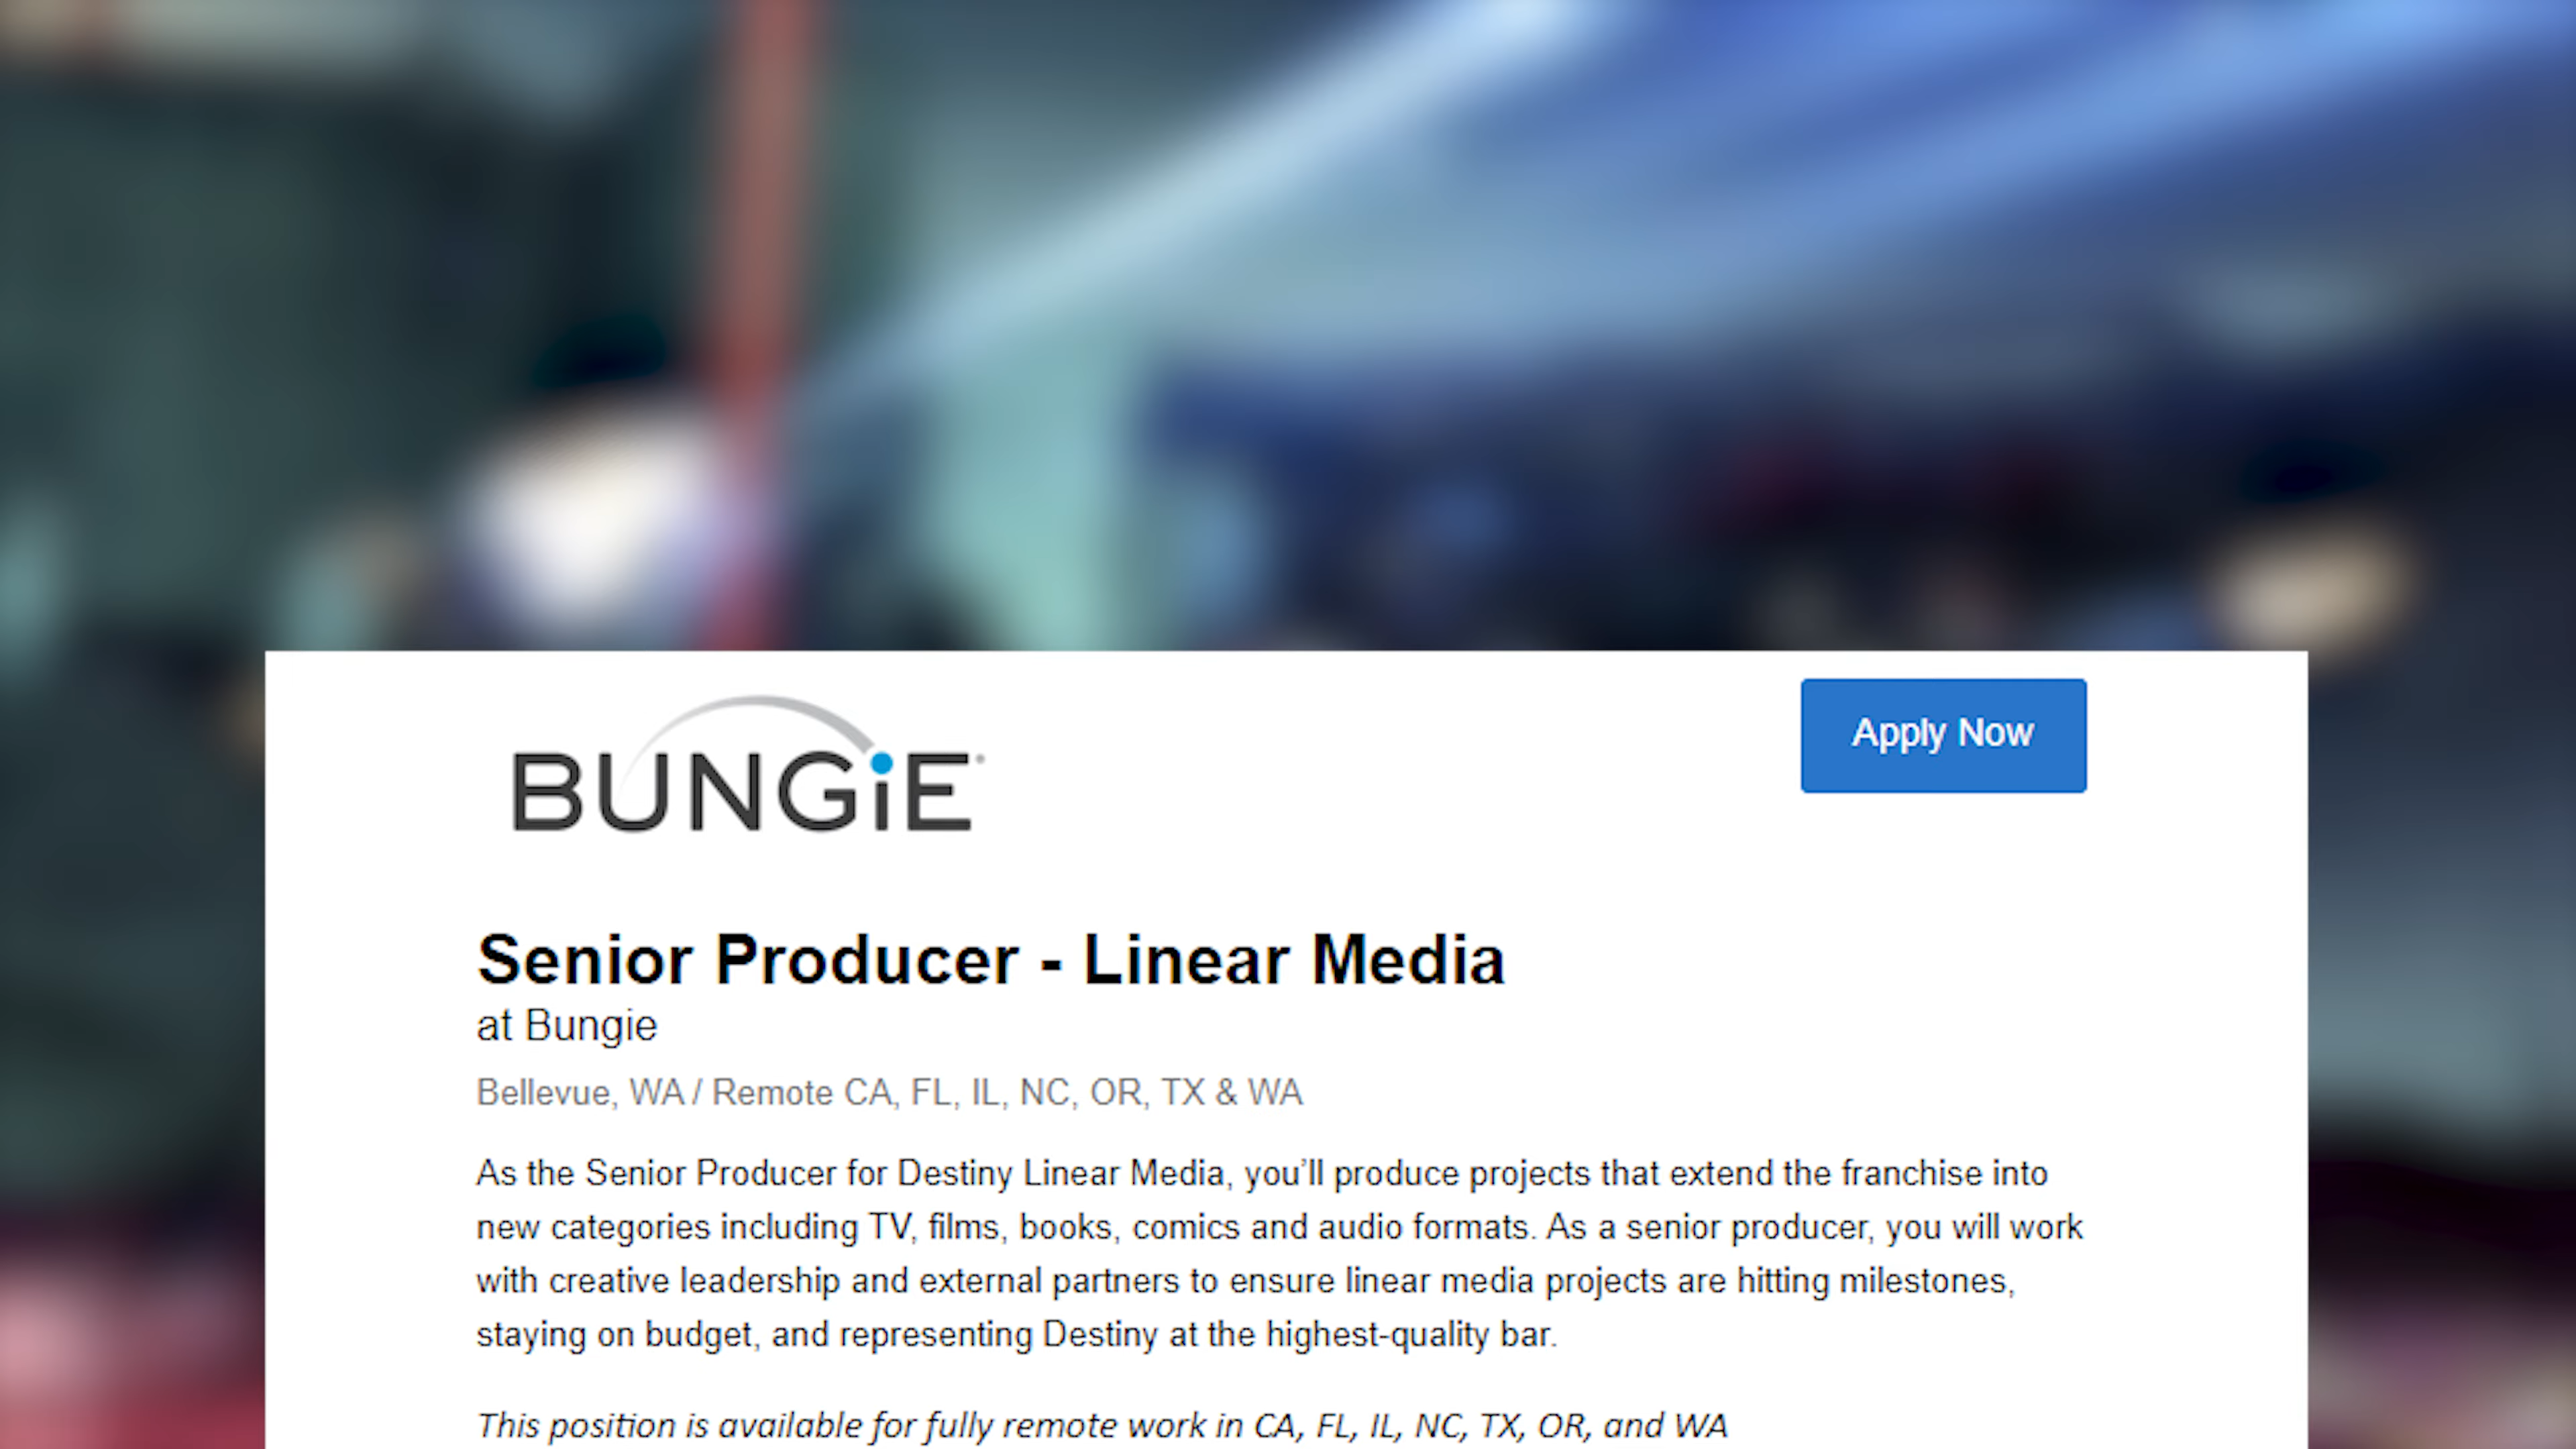 BUNGiE
Apply Now
Senior Producer - Linear Media
at Bungie
Bellevue, WA / Remote CA, FL, IL, NC, OR, TX & WA
As the Senior Producer for Destiny Linear Media, you’ll produce projects that extend the franchise into
new categories including TV, films, books, comics and audio formats. As a senior producer, you will work
with creative leadership and external partners to ensure linear media projects are hitting milestones,
staying on budget, and representing Destiny at the highest-quality bar.
This position is available for fully remote work in CA, FL, IL, NC, TX, OR, and WA